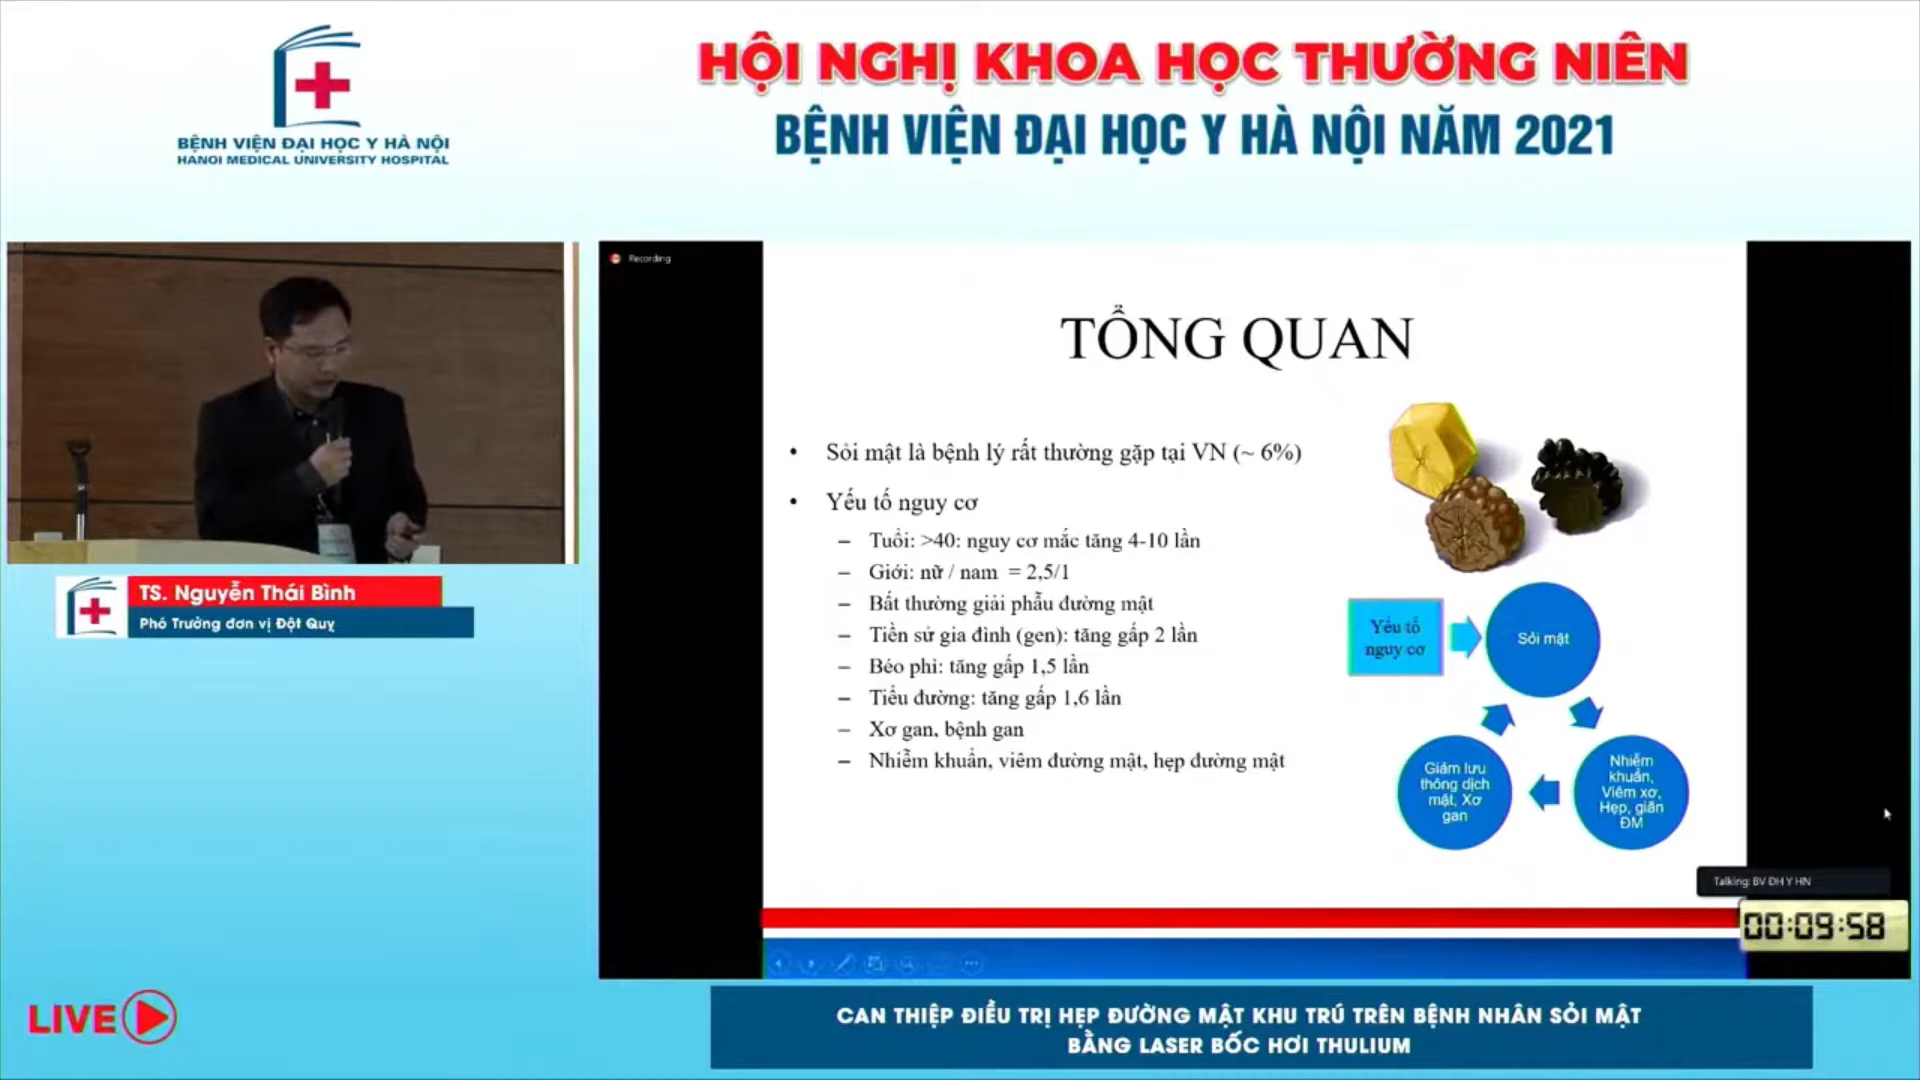 HỘI NGHỊ KHOA HỌC THƯỜNG NIÊN
BỆNH VIỆN ĐẠI HỌC Y HÀ NỘI NĂM 2021
BỆNH VIỆN ĐẠI HỌC Y HÀ NỘI
HANOI MEDICAL UNIVERSITY HOSPITAL
Recording
TỔNG QUAN
• Sỏi mật là bệnh lý rất thường gặp tại VN (~ 6%)
• Yếu tố nguy cơ
– Tuổi: >40: nguy cơ mắc tăng 4-10 lần
– Giới: nữ / nam = 2,5/1
– Bất thường giải phẫu đường mật
– Tiền sử gia đình (gen): tăng gấp 2 lần
– Béo phì: tăng gấp 1,5 lần
– Tiểu đường: tăng gấp 1,6 lần
– Xơ gan, bệnh gan
– Nhiễm khuẩn, viêm đường mật, hẹp đường mật
Yếu tố
nguy cơ
Sỏi mật
Nhiễm
khuẩn,
Viêm xơ,
Hẹp, giãn
ĐM
Giảm lưu
thông dịch
mật, Xơ
gan
TS. Nguyễn Thái Bình
Phó Trưởng đơn vị Đột Quỵ
Talking: BV ĐH Y HN
00:09:58
LIVE
CAN THIỆP ĐIỀU TRỊ HẸP ĐƯỜNG MẬT KHU TRÚ TRÊN BỆNH NHÂN SỎI MẬT
BẰNG LASER BỐC HƠI THULIUM